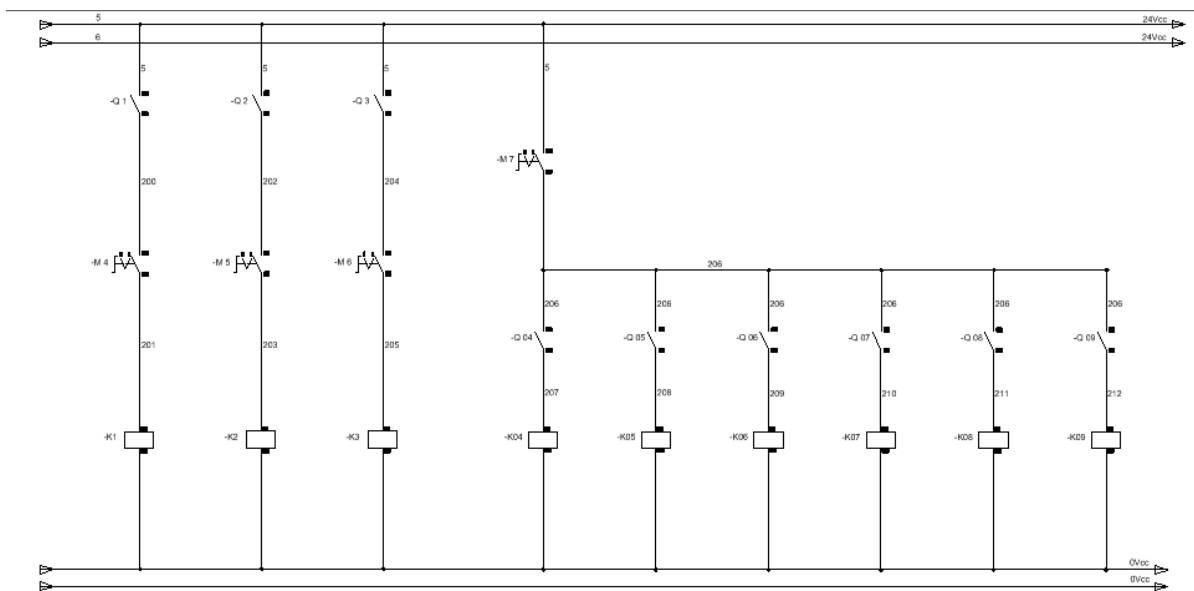 5 24Vcc
6 24Vcc
5 5 5 5
-Q 1 -Q 2 -Q 3
-M 7
200 202 204
-M 4 -M 5 -M 6
206
206 206 206 206 206 206
-Q 04 -Q 05 -Q 06 -Q 07 -Q 08 -Q 09
201 203 205
207 208 209 210 211 212
-K1 -K2 -K3 -K04 -K05 -K06 -K07 -K08 -K09
0Vcc
0Vcc